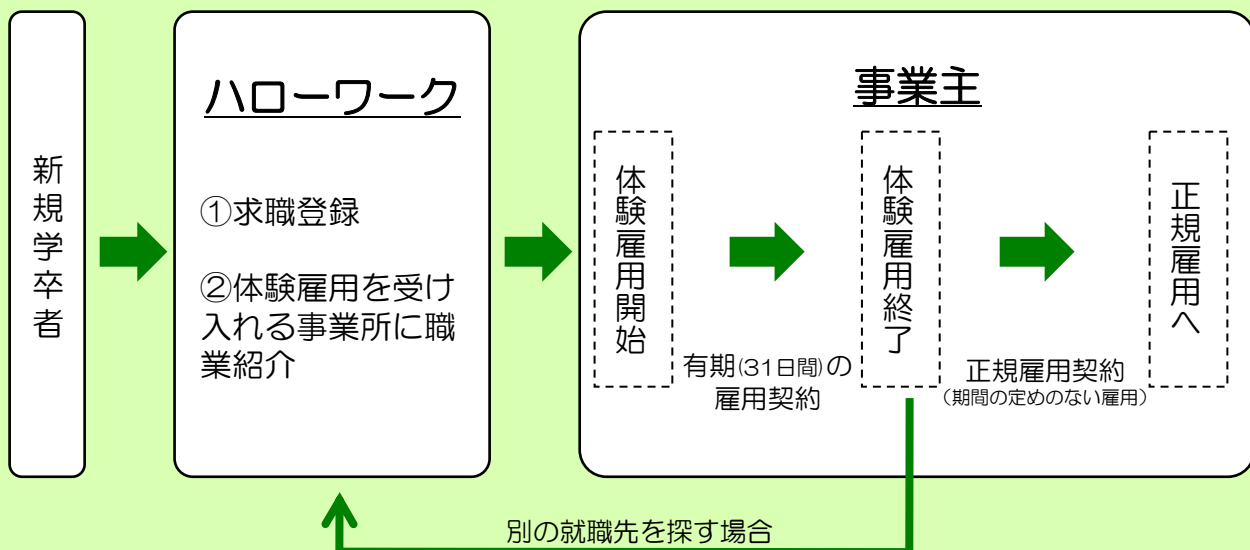 新規学卒者
ハローワーク
①求職登録
②体験雇用を受け
入れる事業所に職
業紹介
事業主
体験雇用開始
有期(31日間)の
雇用契約
体験雇用終了
正規雇用契約
（期間の定めのない雇用）
正規雇用へ
別の就職先を探す場合